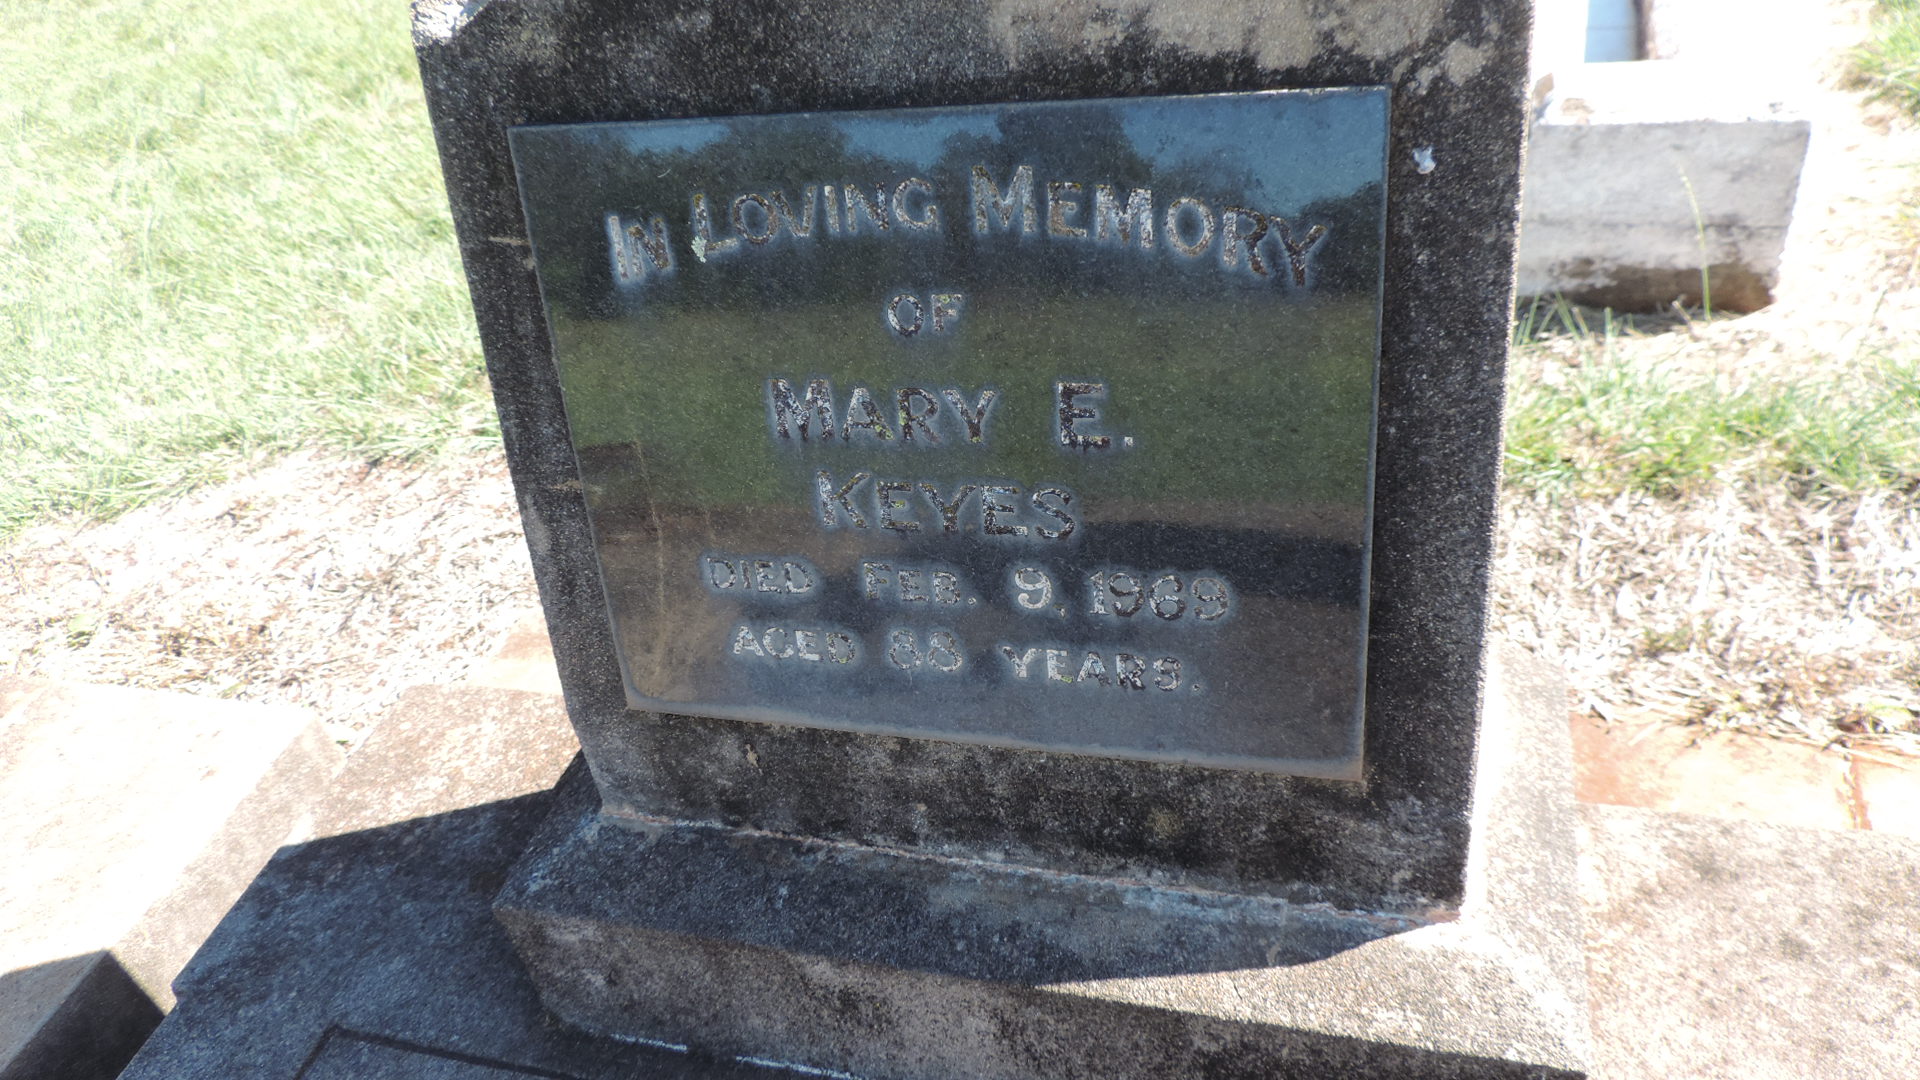 IN LOVING MEMORY
OF
MARY E.
KEYES
DIED FEB. 9, 1969
AGED 88 YEARS.